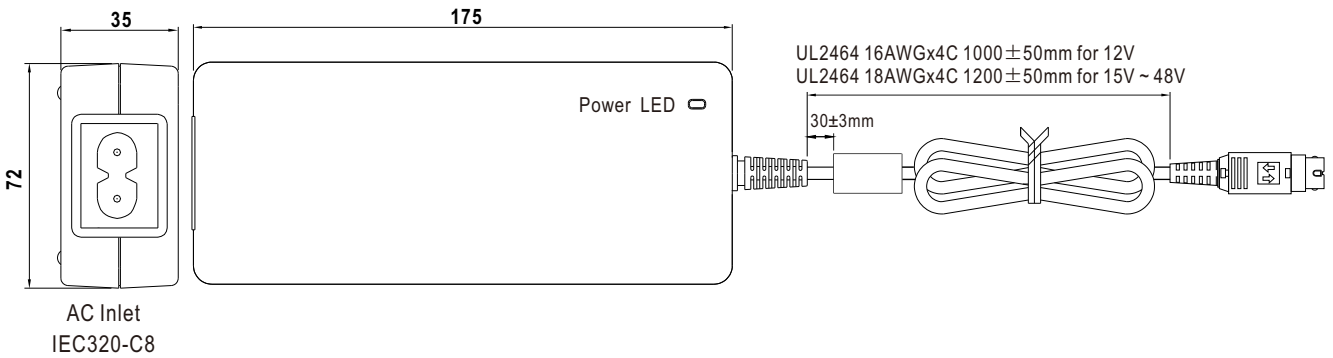 35
175
UL2464 16AWGx4C 1000±50mm for 12V
UL2464 18AWGx4C 1200±50mm for 15V ~ 48V
Power LED
30±3mm
72
AC Inlet
IEC320-C8